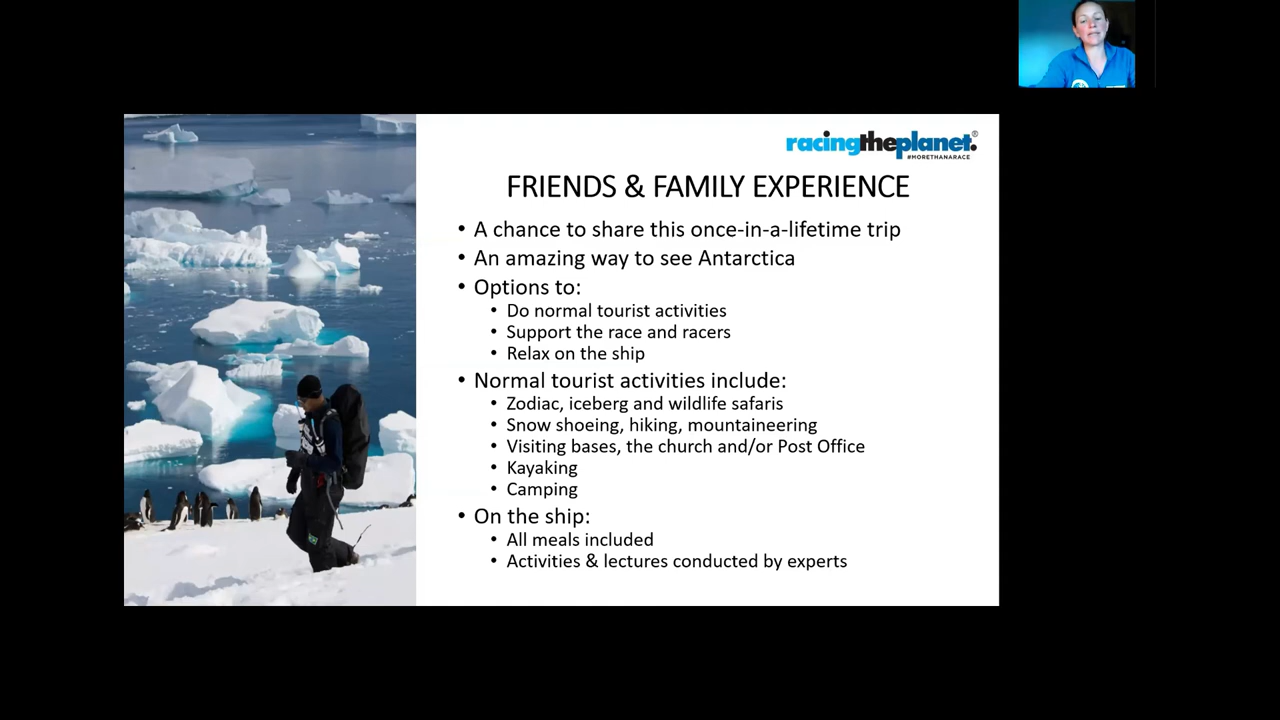 racingtheplanet.®
#MORETHANARACE
FRIENDS & FAMILY EXPERIENCE
• A chance to share this once-in-a-lifetime trip
• An amazing way to see Antarctica
• Options to:
• Do normal tourist activities
• Support the race and racers
• Relax on the ship
• Normal tourist activities include:
• Zodiac, iceberg and wildlife safaris
• Snow shoeing, hiking, mountaineering
• Visiting bases, the church and/or Post Office
• Kayaking
• Camping
• On the ship:
• All meals included
• Activities & lectures conducted by experts